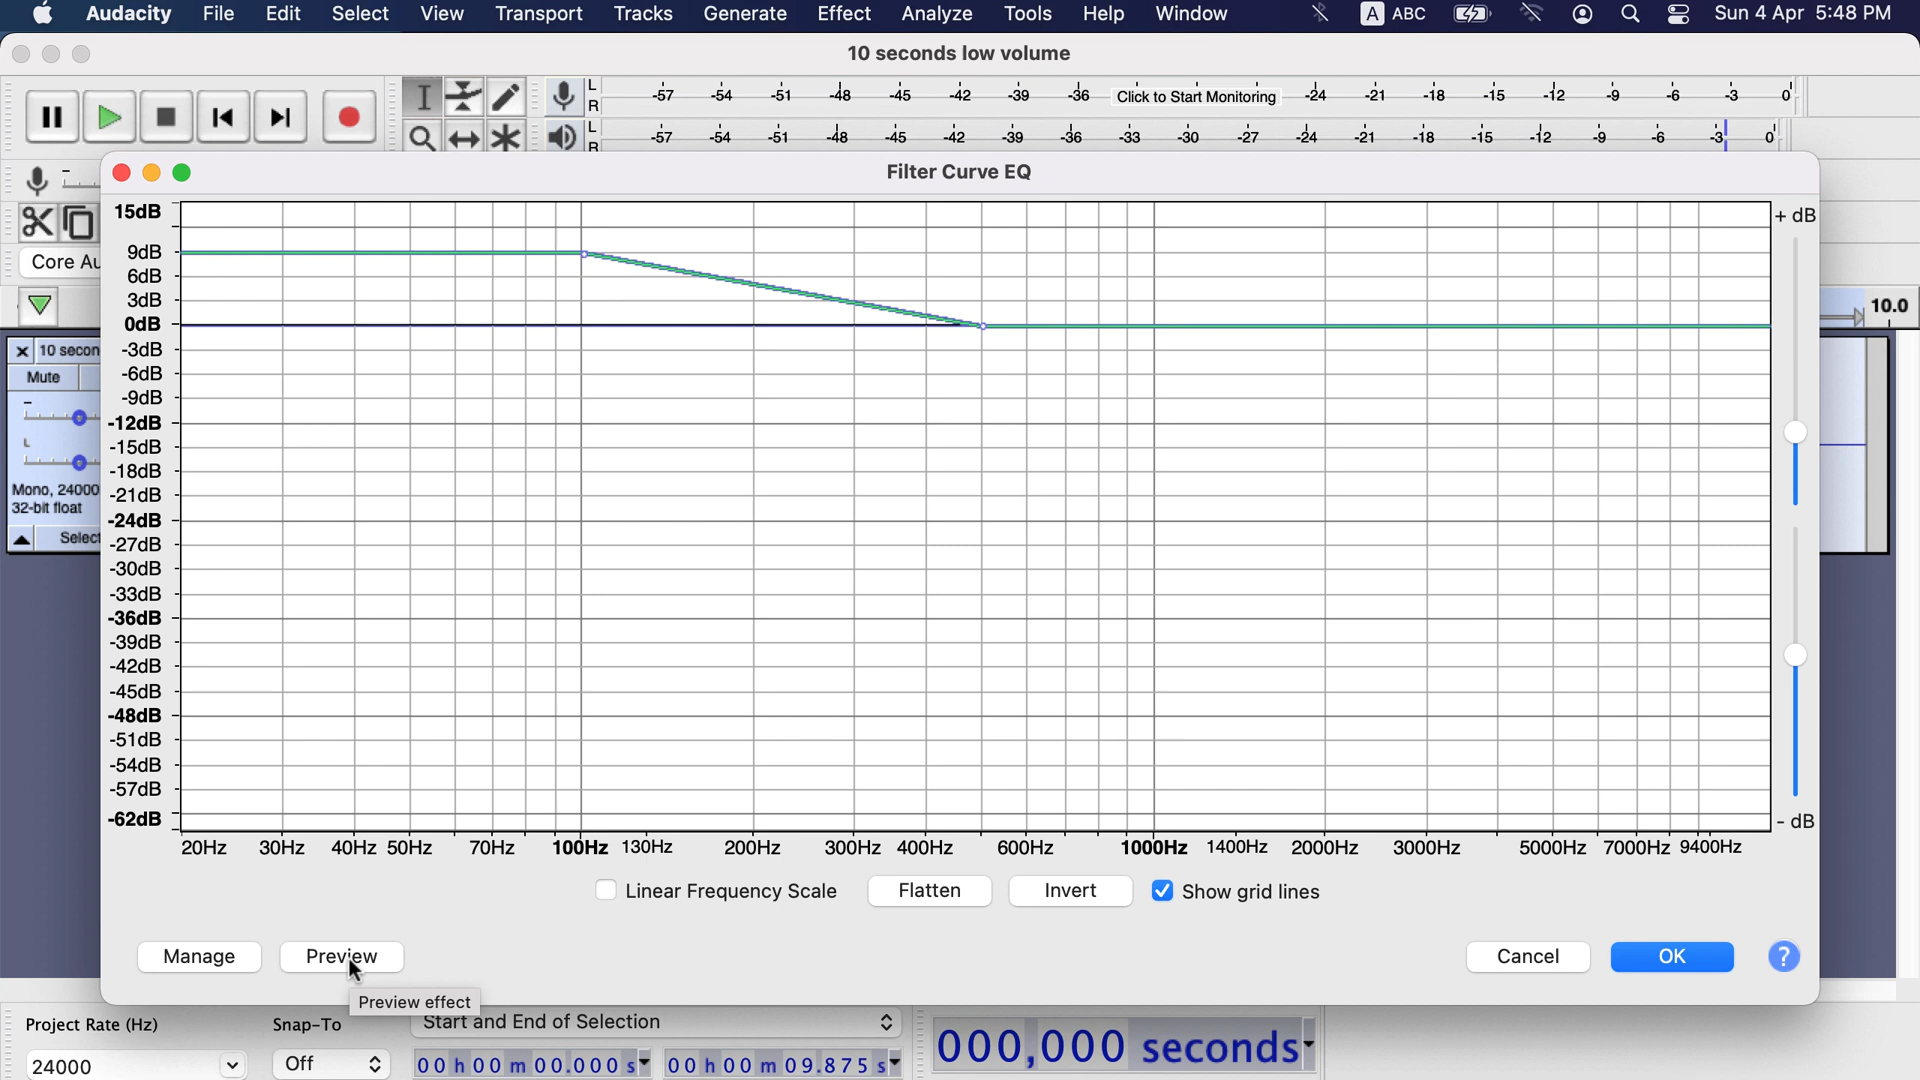 Audacity File Edit Select View Transport Tracks Generate Effect Analyze Tools Help Window A ABC Sun 4 Apr 5:48 PM
10 seconds low volume
L
R
-57 -54 -51 -48 -45 -42 -39 -36 Click to Start Monitoring -24 -21 -18 -15 -12 -9 -6 -3 0
L
R
-57 -54 -51 -48 -45 -42 -39 -36 -33 -30 -27 -24 -21 -18 -15 -12 -9 -6 -3 0
Filter Curve EQ
Core Au
10.0
10 secon
Mute
L
Mono, 24000
32-bit float
Select
15dB
9dB
6dB
3dB
0dB
-3dB
-6dB
-9dB
-12dB
-15dB
-18dB
-21dB
-24dB
-27dB
-30dB
-33dB
-36dB
-39dB
-42dB
-45dB
-48dB
-51dB
-54dB
-57dB
-62dB
+ dB
- dB
20Hz 30Hz 40Hz 50Hz 70Hz 100Hz 130Hz 200Hz 300Hz 400Hz 600Hz 1000Hz 1400Hz 2000Hz 3000Hz 5000Hz 7000Hz 9400Hz
Linear Frequency Scale Flatten Invert Show grid lines
Manage Preview Cancel OK ?
Preview effect
Project Rate (Hz) Snap-To Start and End of Selection
24000 Off 00 h 00 m 00.000 s 00 h 00 m 09.875 s 000,000 seconds